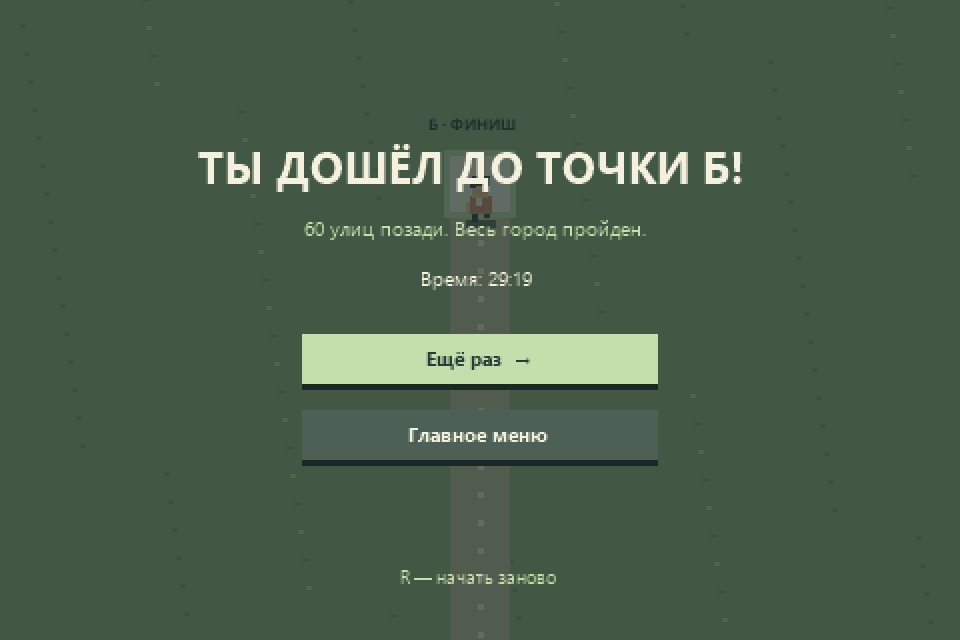 Б · ФИНИШ
ТЫ ДОШЁЛ ДО ТОЧКИ Б!
60 улиц позади. Весь город пройден.
Время: 29:19
Ещё раз →
Главное меню
R — начать заново